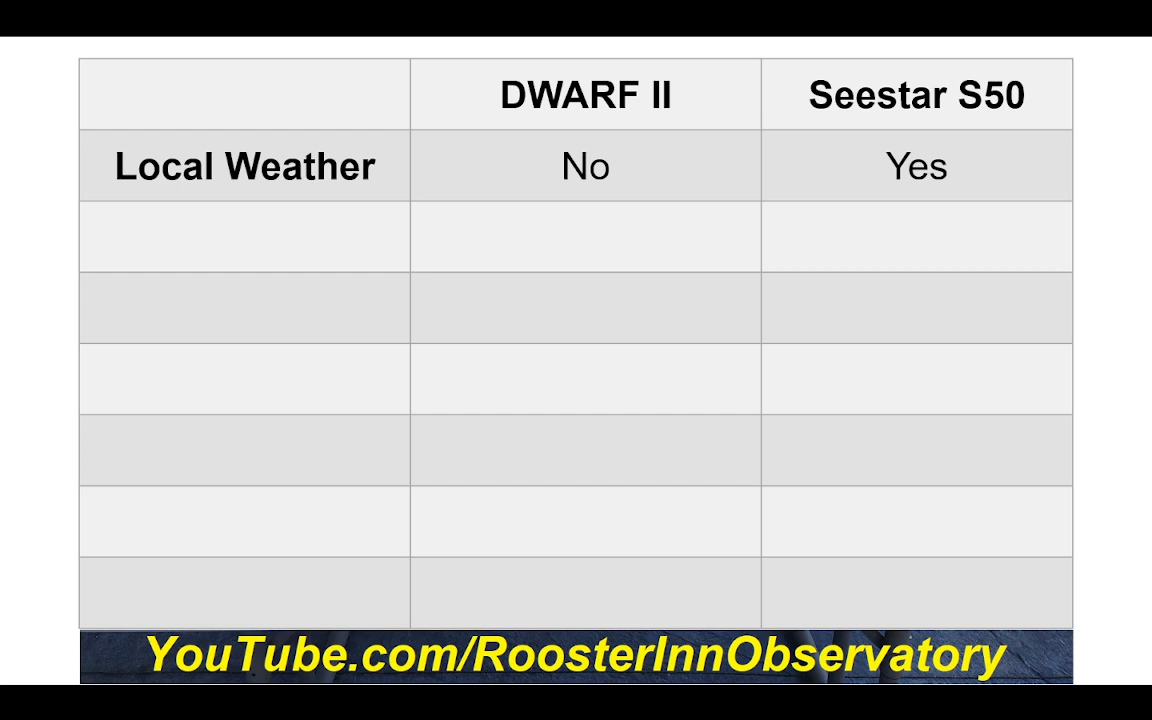 DWARF II Seestar S50
Local Weather No Yes
YouTube.com/RoosterInnObservatory